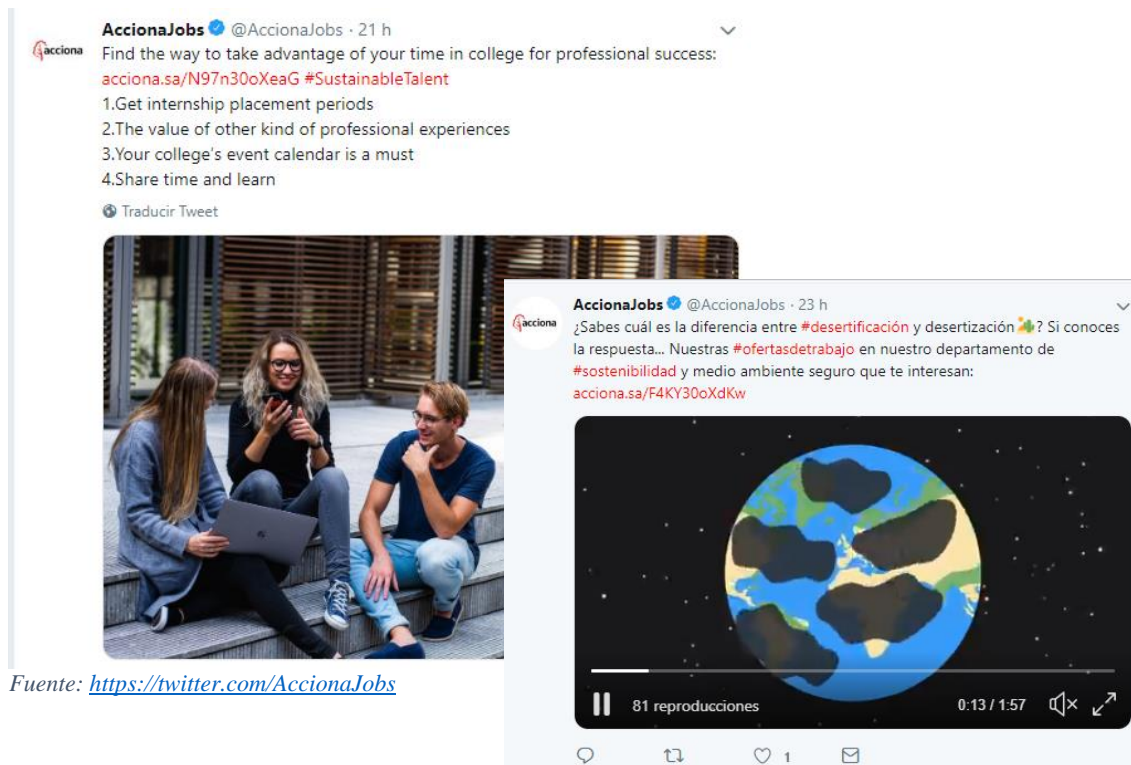 AccionaJobs @AccionaJobs · 21 h
acciona
Find the way to take advantage of your time in college for professional success:
acciona.sa/N97n30oXeaG #SustainableTalent
1.Get internship placement periods
2.The value of other kind of professional experiences
3.Your college's event calendar is a must
4.Share time and learn
Traducir Tweet
AccionaJobs @AccionaJobs · 23 h
acciona
¿Sabes cuál es la diferencia entre #desertificación y desertización? Si conoces
la respuesta... Nuestras #ofertasdetrabajo en nuestro departamento de
#sostenibilidad y medio ambiente seguro que te interesan:
acciona.sa/F4KY30oXdKw
81 reproducciones
0:13 / 1:57
1
Fuente: https://twitter.com/AccionaJobs